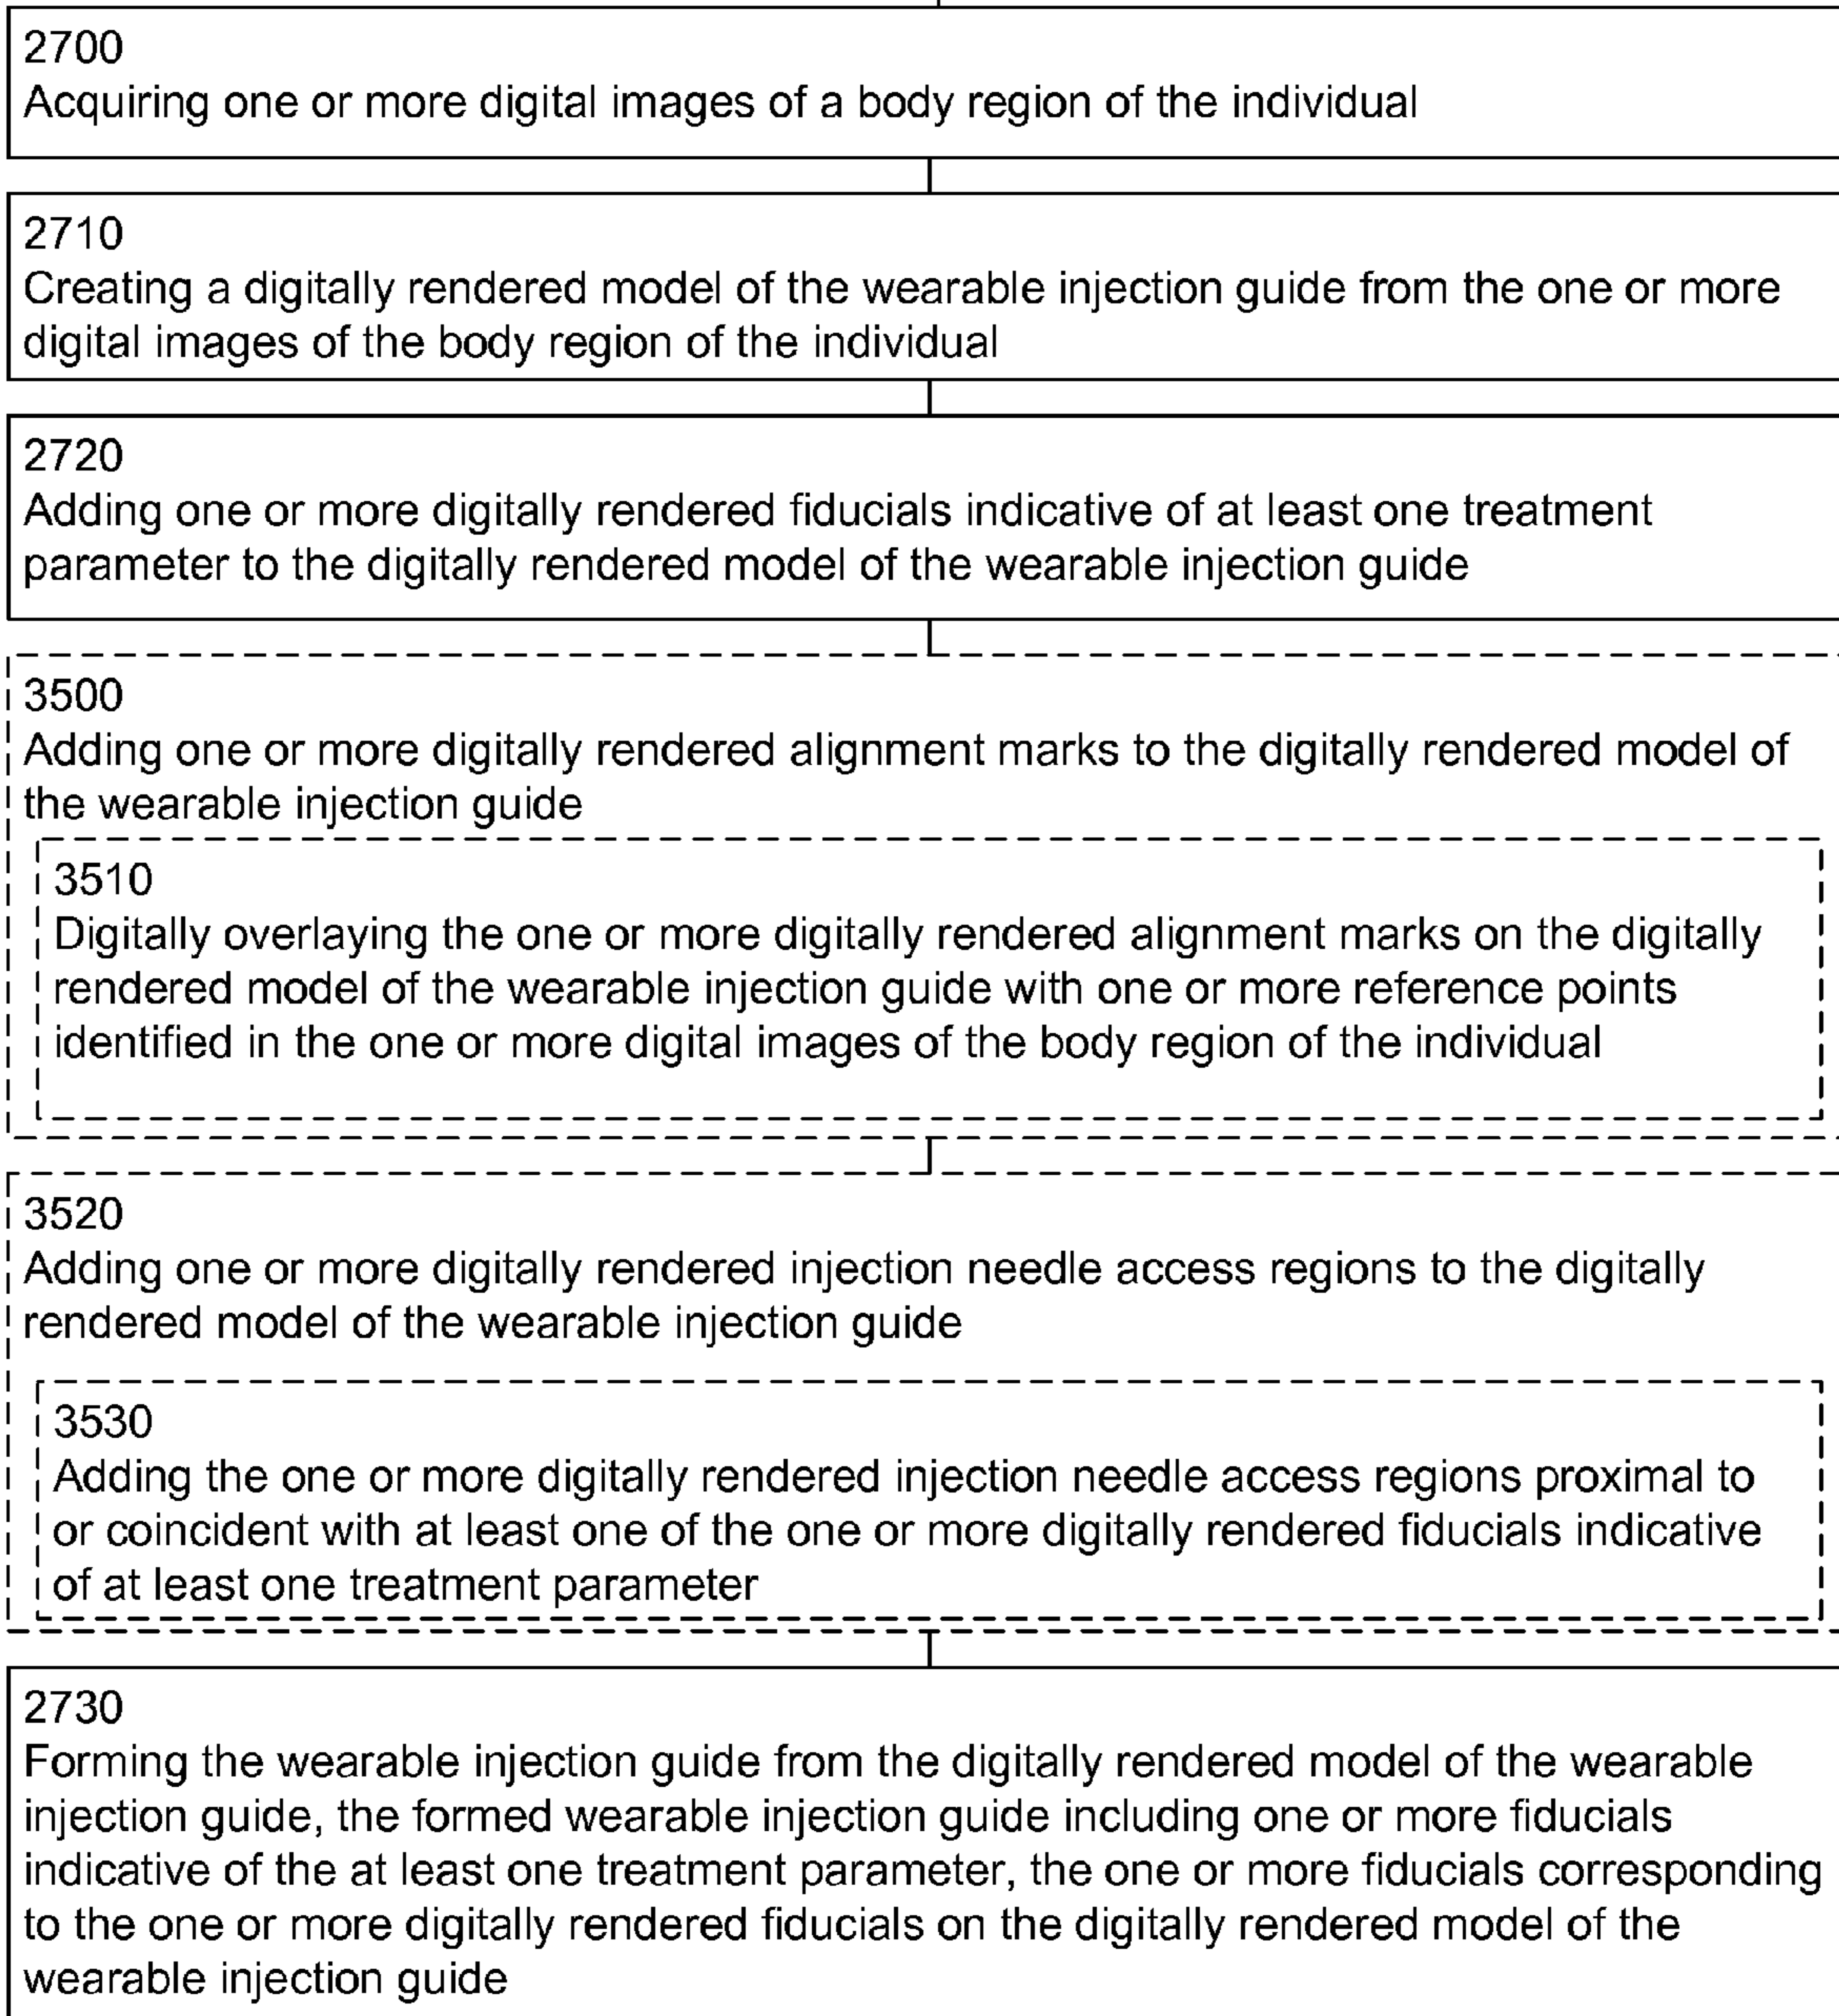 2700
Acquiring one or more digital images of a body region of the individual
2710
Creating a digitally rendered model of the wearable injection guide from the one or more
digital images of the body region of the individual
2720
Adding one or more digitally rendered fiducials indicative of at least one treatment
parameter to the digitally rendered model of the wearable injection guide
3500
Adding one or more digitally rendered alignment marks to the digitally rendered model of
the wearable injection guide
3510
Digitally overlaying the one or more digitally rendered alignment marks on the digitally
rendered model of the wearable injection guide with one or more reference points
identified in the one or more digital images of the body region of the individual
3520
Adding one or more digitally rendered injection needle access regions to the digitally
rendered model of the wearable injection guide
3530
Adding the one or more digitally rendered injection needle access regions proximal to
or coincident with at least one of the one or more digitally rendered fiducials indicative
of at least one treatment parameter
2730
Forming the wearable injection guide from the digitally rendered model of the wearable
injection guide, the formed wearable injection guide including one or more fiducials
indicative of the at least one treatment parameter, the one or more fiducials corresponding
to the one or more digitally rendered fiducials on the digitally rendered model of the
wearable injection guide